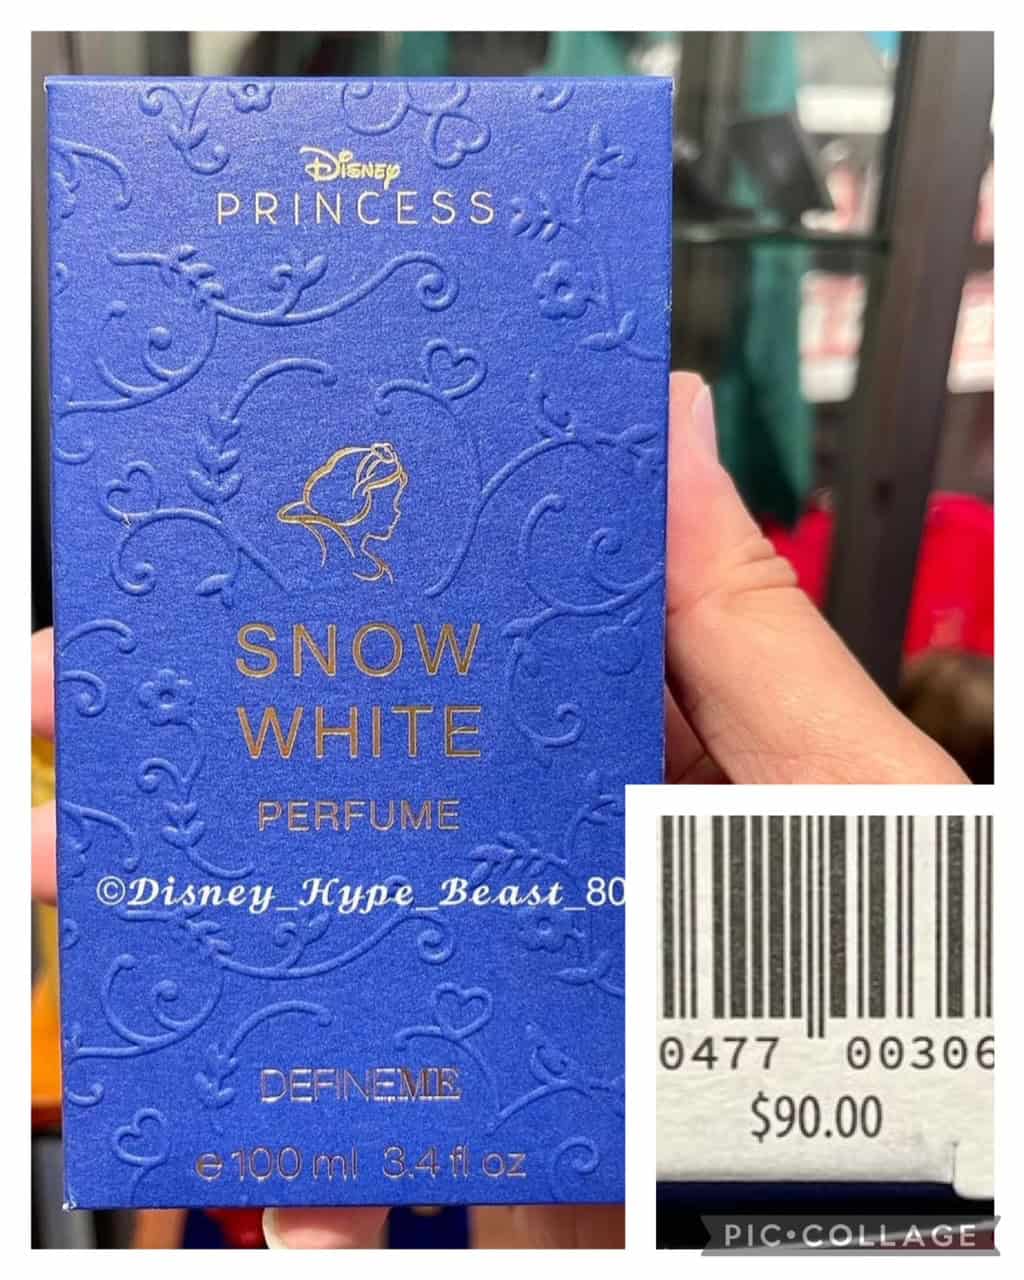 Disney
PRINCESS
SNOW
WHITE
PERFUME
©Disney_Hype_Beast_80
DEFINEME
e 100 ml 3.4 fl oz
0477 00306
$90.00
PIC•COLLAGE